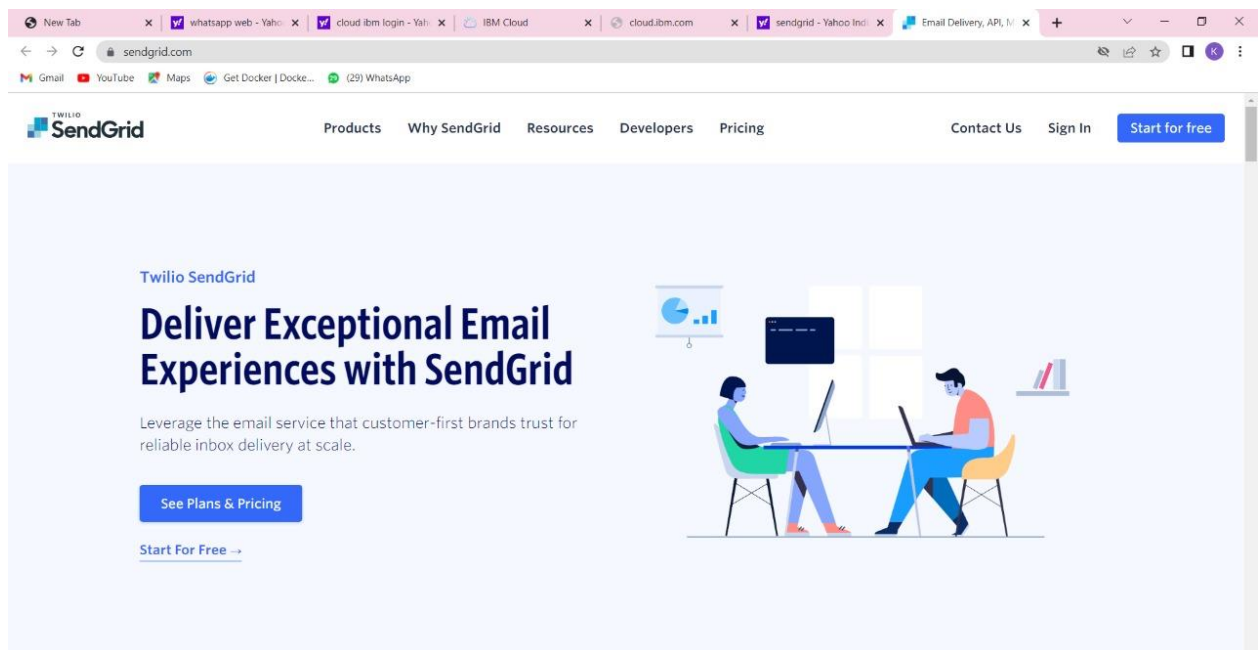 New Tab
whatsapp web - Yaho
cloud ibm login - Yah
IBM Cloud
cloud.ibm.com
sendgrid - Yahoo Indi
Email Delivery, API, M
sendgrid.com
K
Gmail
YouTube
Maps
Get Docker | Docke...
(29) WhatsApp
TWILIO
SendGrid
Products
Why SendGrid
Resources
Developers
Pricing
Contact Us
Sign In
Start for free
Twilio SendGrid
Deliver Exceptional Email
Experiences with SendGrid
Leverage the email service that customer-first brands trust for
reliable inbox delivery at scale.
See Plans & Pricing
Start For Free →